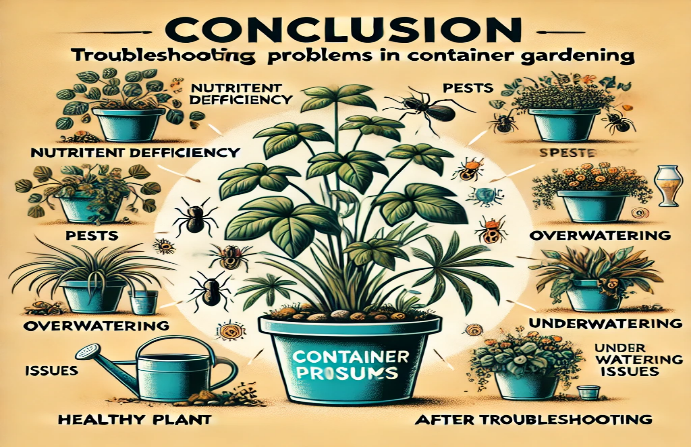 CONCLUSION
Troubleshooting problems in container gardening
NUTRITENT
DEFFICIENCY
PESTS
NUTRITENT DEFFICIENCY
SPESTE
PESTS
OVERWATERING
OVERWATERING
UNDERWATERING
ISSUES
UNDER
WATERING
ISSUES
CONTAINER
HEALTHY PLANT
AFTER TROUBLESHOOTING